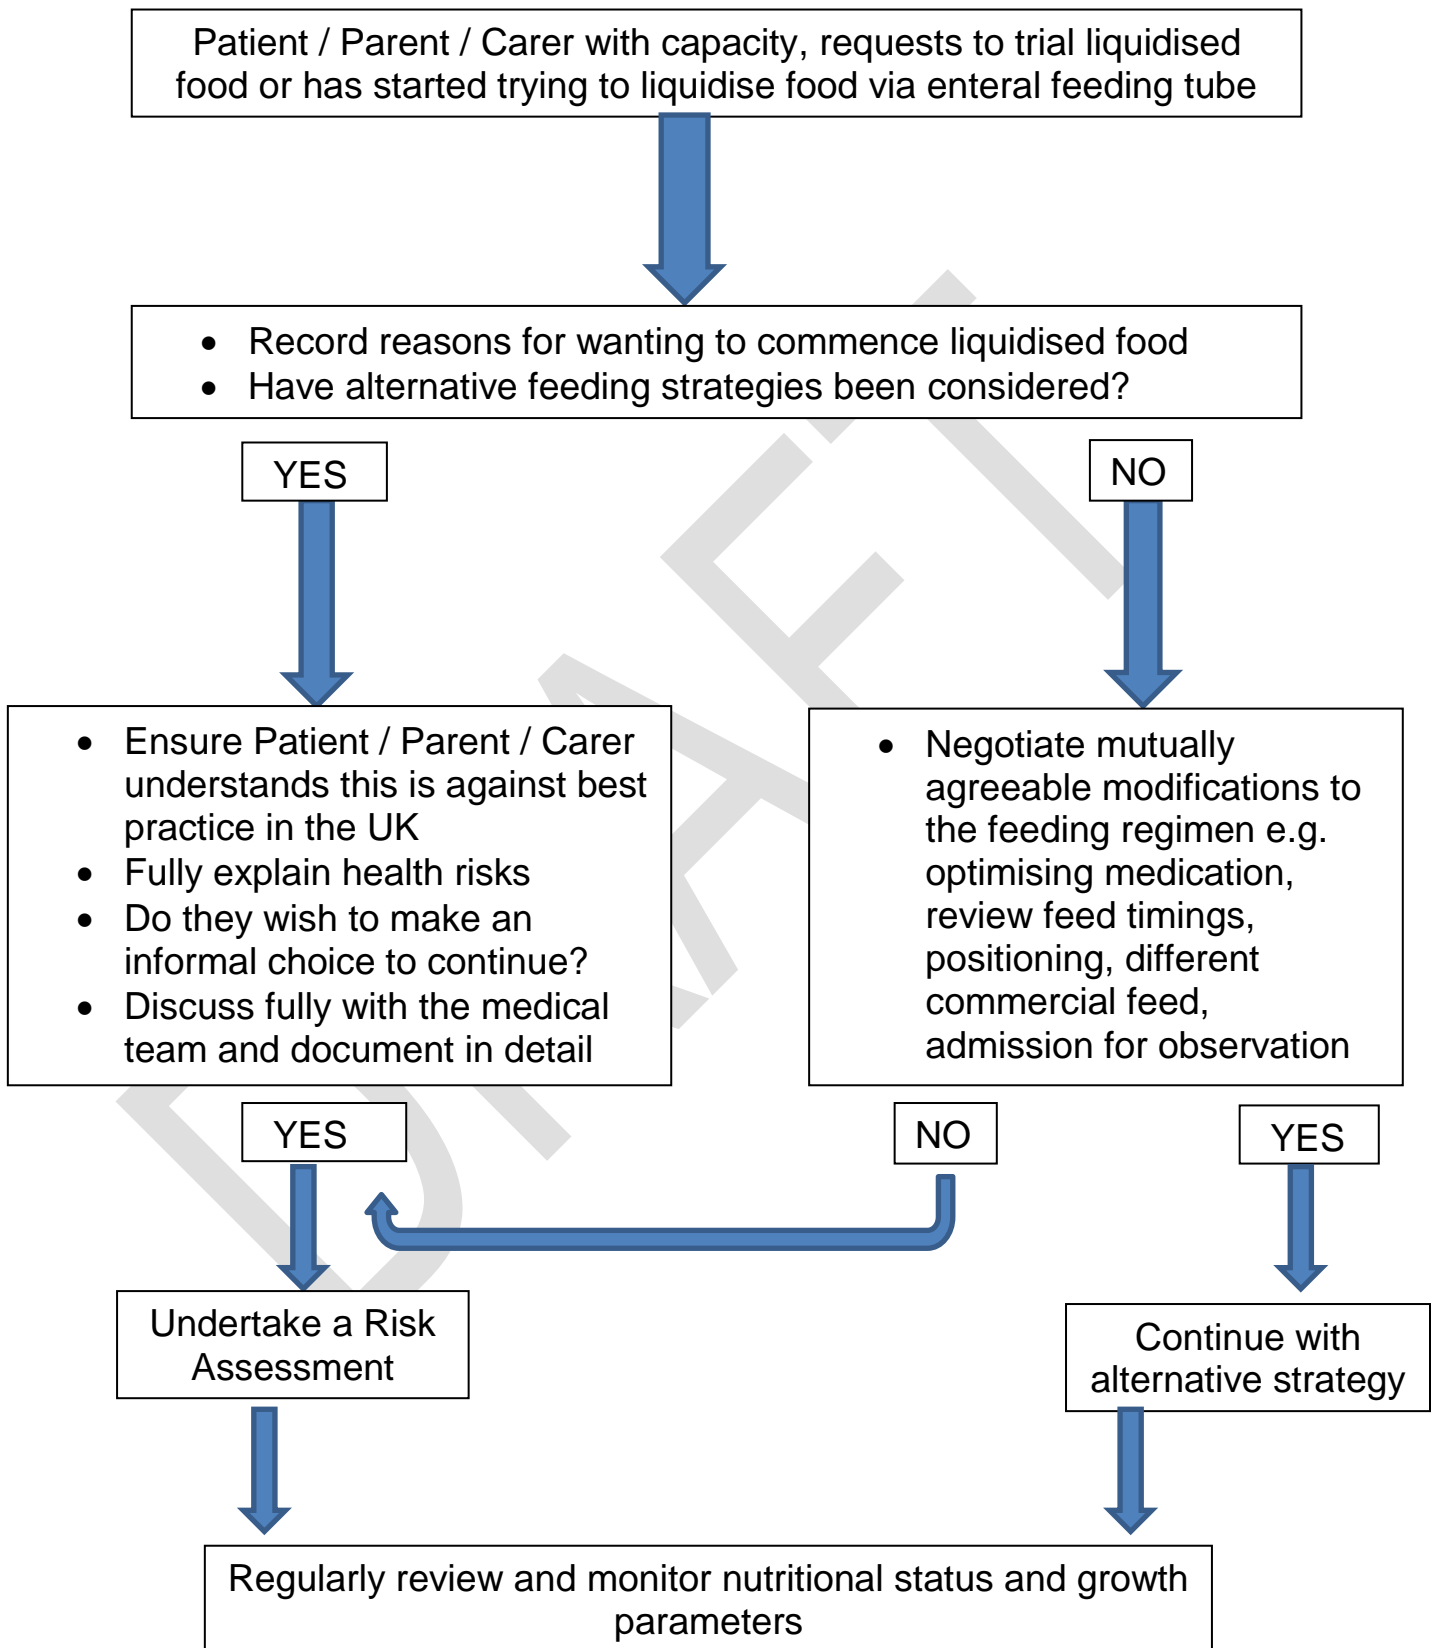 Patient / Parent / Carer with capacity, requests to trial liquidised
food or has started trying to liquidise food via enteral feeding tube
• Record reasons for wanting to commence liquidised food
• Have alternative feeding strategies been considered?
YES
NO
• Ensure Patient / Parent / Carer
understands this is against best
practice in the UK
• Fully explain health risks
• Do they wish to make an
informal choice to continue?
• Discuss fully with the medical
team and document in detail
• Negotiate mutually
agreeable modifications to
the feeding regimen e.g.
optimising medication,
review feed timings,
positioning, different
commercial feed,
admission for observation
YES
NO
YES
Undertake a Risk
Assessment
Continue with
alternative strategy
Regularly review and monitor nutritional status and growth
parameters
DRAFT